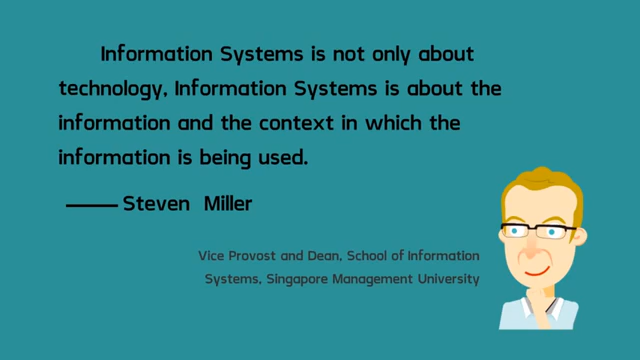 Information Systems is not only about
technology, Information Systems is about the
information and the context in which the
information is being used.
Steven Miller
Vice Provost and Dean, School of Information
Systems, Singapore Management University